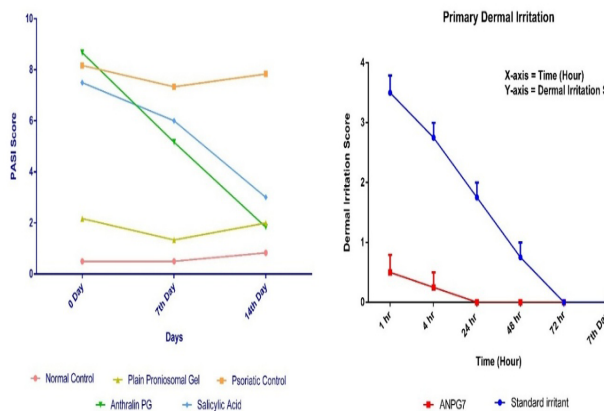 10
8
6
4
2
0
PASI Score
0 Day
7th Day
14th Day
Days
Normal Control
Plain Proniosomal Gel
Psoriatic Control
Anthralin PG
Salicylic Acid
Primary Dermal Irritation
X-axis = Time (Hour)
Y-axis = Dermal Irritation S
4
3
2
1
0
Dermal Irritation Score
1 hr
4 hr
24 hr
48 hr
72 hr
7th Da
Time (Hour)
ANPG7
Standard irritant